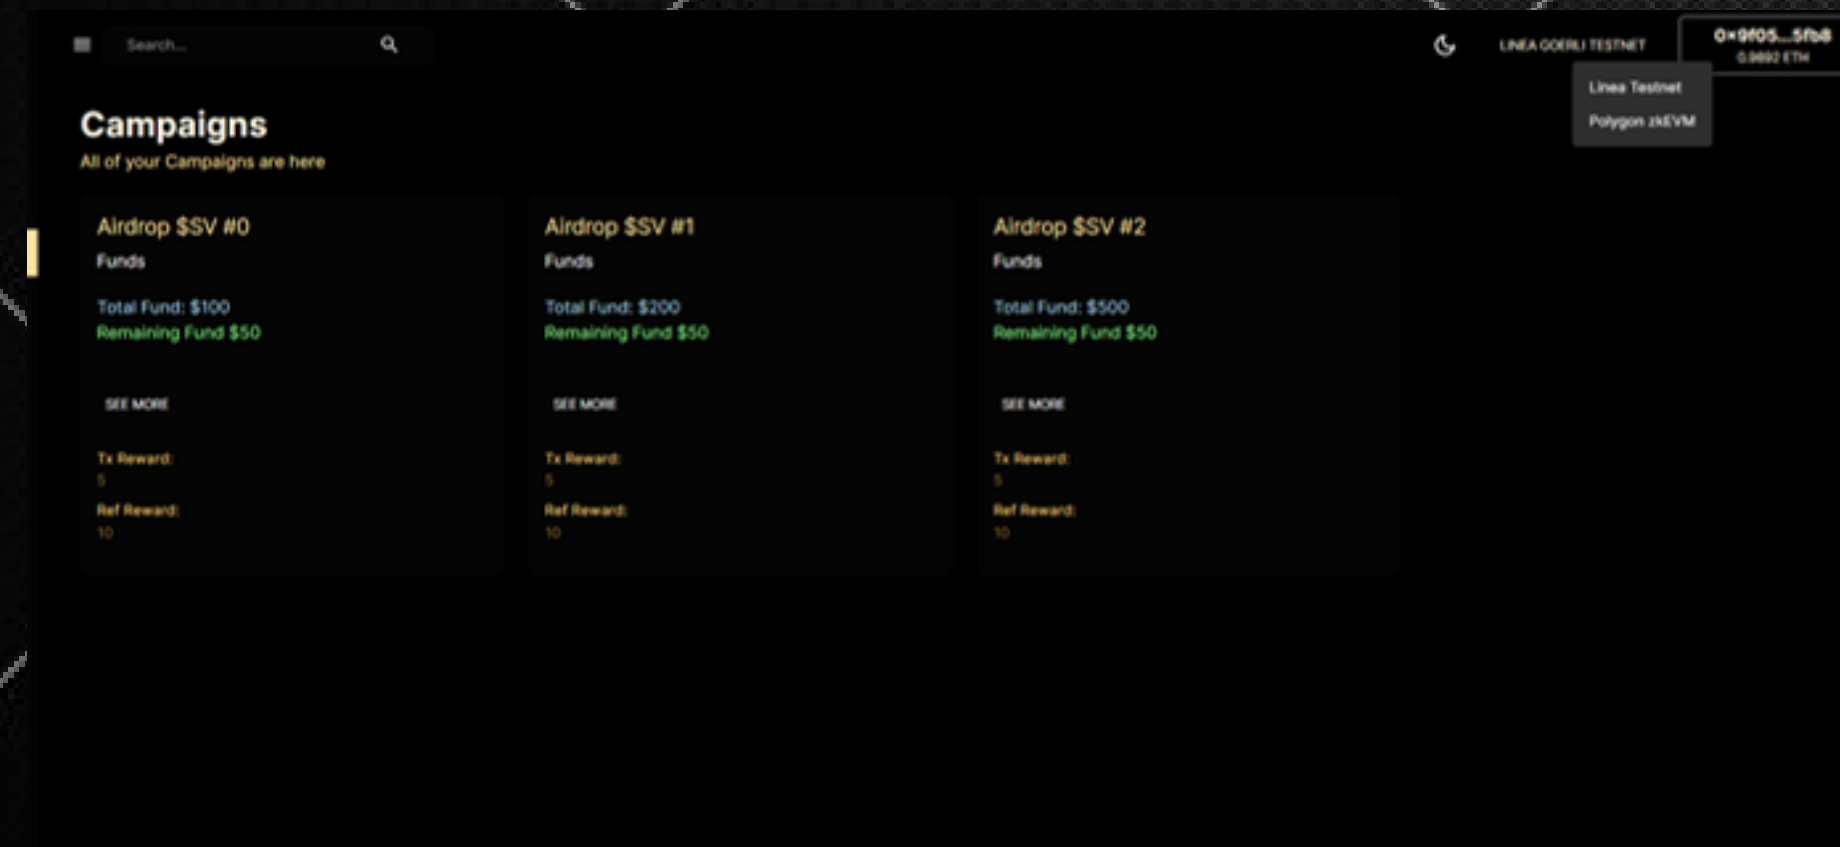 Search...
LINEA GOERLI TESTNET
0x9f05...5fb8
0.9892 ETH
Linea Testnet
Polygon zkEVM
Campaigns
All of your Campaigns are here
Airdrop $SV #0
Funds
Total Fund: $100
Remaining Fund $50
SEE MORE
Tx Reward:
5
Ref Reward:
10
Airdrop $SV #1
Funds
Total Fund: $200
Remaining Fund $50
SEE MORE
Tx Reward:
5
Ref Reward:
10
Airdrop $SV #2
Funds
Total Fund: $500
Remaining Fund $50
SEE MORE
Tx Reward:
5
Ref Reward:
10